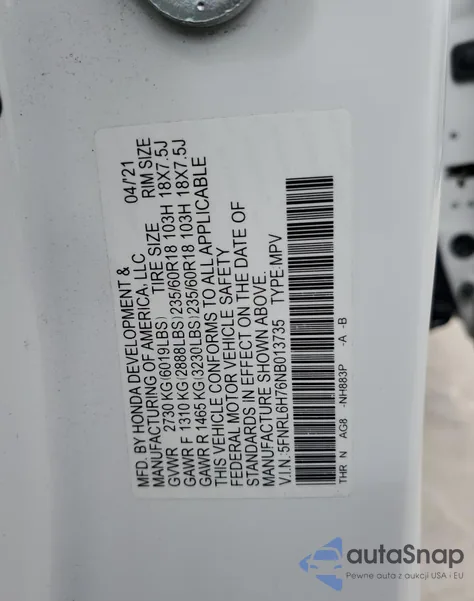 MFD. BY HONDA DEVELOPMENT &
MANUFACTURING OF AMERICA, LLC 04/'21
GVWR 2730 KG(6019LBS) TIRE SIZE RIM SIZE
GAWR F 1310 KG(2888LBS) 235/60R18 103H 18X7.5J
GAWR R 1465 KG(3230LBS) 235/60R18 103H 18X7.5J
THIS VEHICLE CONFORMS TO ALL APPLICABLE
FEDERAL MOTOR VEHICLE SAFETY
STANDARDS IN EFFECT ON THE DATE OF
MANUFACTURE SHOWN ABOVE.
V.I.N.:5FNRL6H76NB013735 TYPE:MPV
THR N AG8 -NH883P -A -B
autaSnap
Pewne auta z aukcji USA i EU